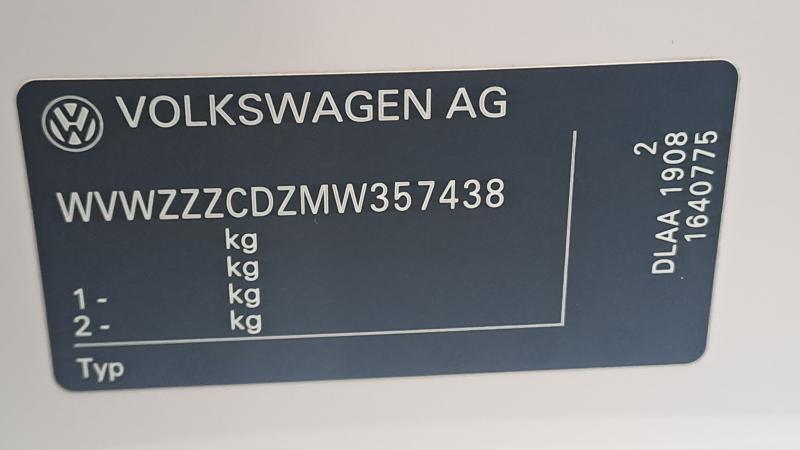 VOLKSWAGEN AG
WVWZZZCDZMW357438
kg
kg
1 - kg
2 - kg
Typ
2
DLAA 1908
1640775